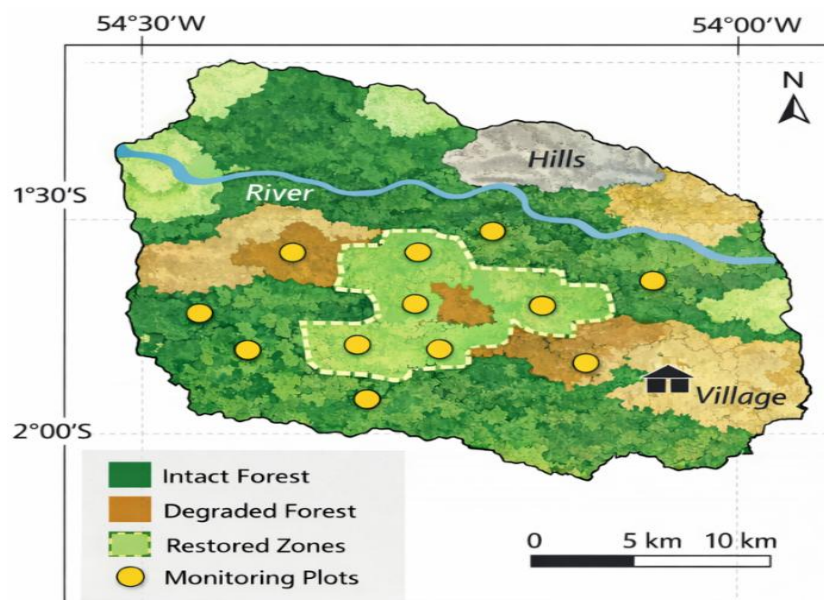 54°30'W
54°00'W
N
Hills
1°30'S
River
Village
2°00'S
Intact Forest
Degraded Forest
Restored Zones
Monitoring Plots
0 5 km 10 km